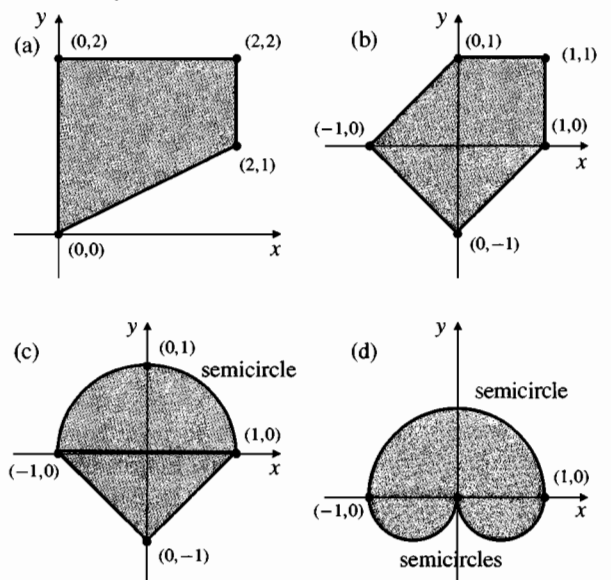 (a)
y
(0,2)
(2,2)
(2,1)
(0,0)
x
(b)
y
(0,1)
(1,1)
(-1,0)
(1,0)
x
(0,-1)
(c)
y
(0,1)
semicircle
(1,0)
(-1,0)
x
(0,-1)
(d)
y
semicircle
(1,0)
(-1,0)
x
semicircles